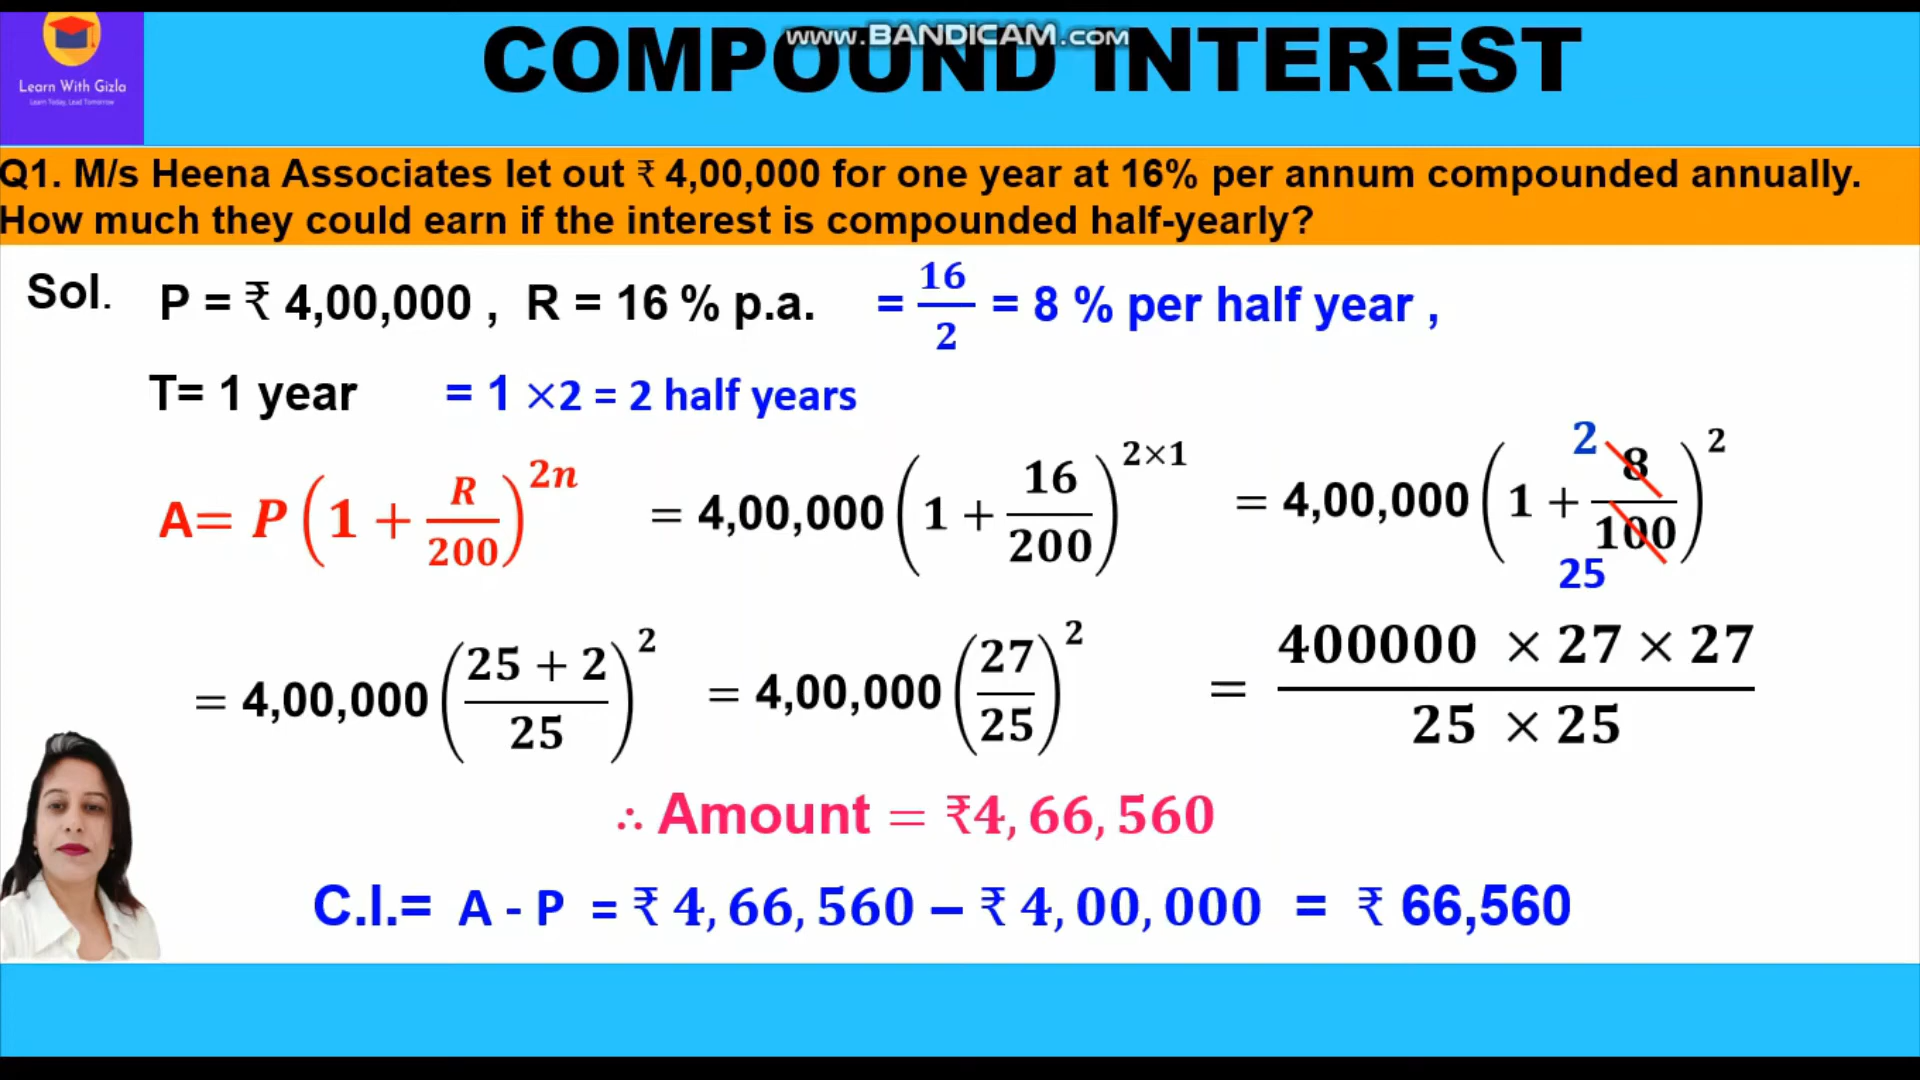 www.BANDICAM.com
COMPOUND INTEREST
Learn With Gizla
Learn Today, Lead Tomorrow
Q1. M/s Heena Associates let out ₹ 4,00,000 for one year at 16% per annum compounded annually.
How much they could earn if the interest is compounded half-yearly?
Sol. P = ₹ 4,00,000 , R = 16 % p.a. = 16/2 = 8 % per half year ,
T= 1 year = 1 ×2 = 2 half years
A= P(1 + R/200)^2n = 4,00,000(1 + 16/200)^2×1 = 4,00,000(1 + 8/100)^2 2 25
= 4,00,000((25 + 2)/25)^2 = 4,00,000(27/25)^2 = (400000 × 27 × 27)/(25 × 25)
∴ Amount = ₹4, 66, 560
C.I.= A - P = ₹ 4, 66, 560 – ₹ 4, 00, 000 = ₹ 66,560